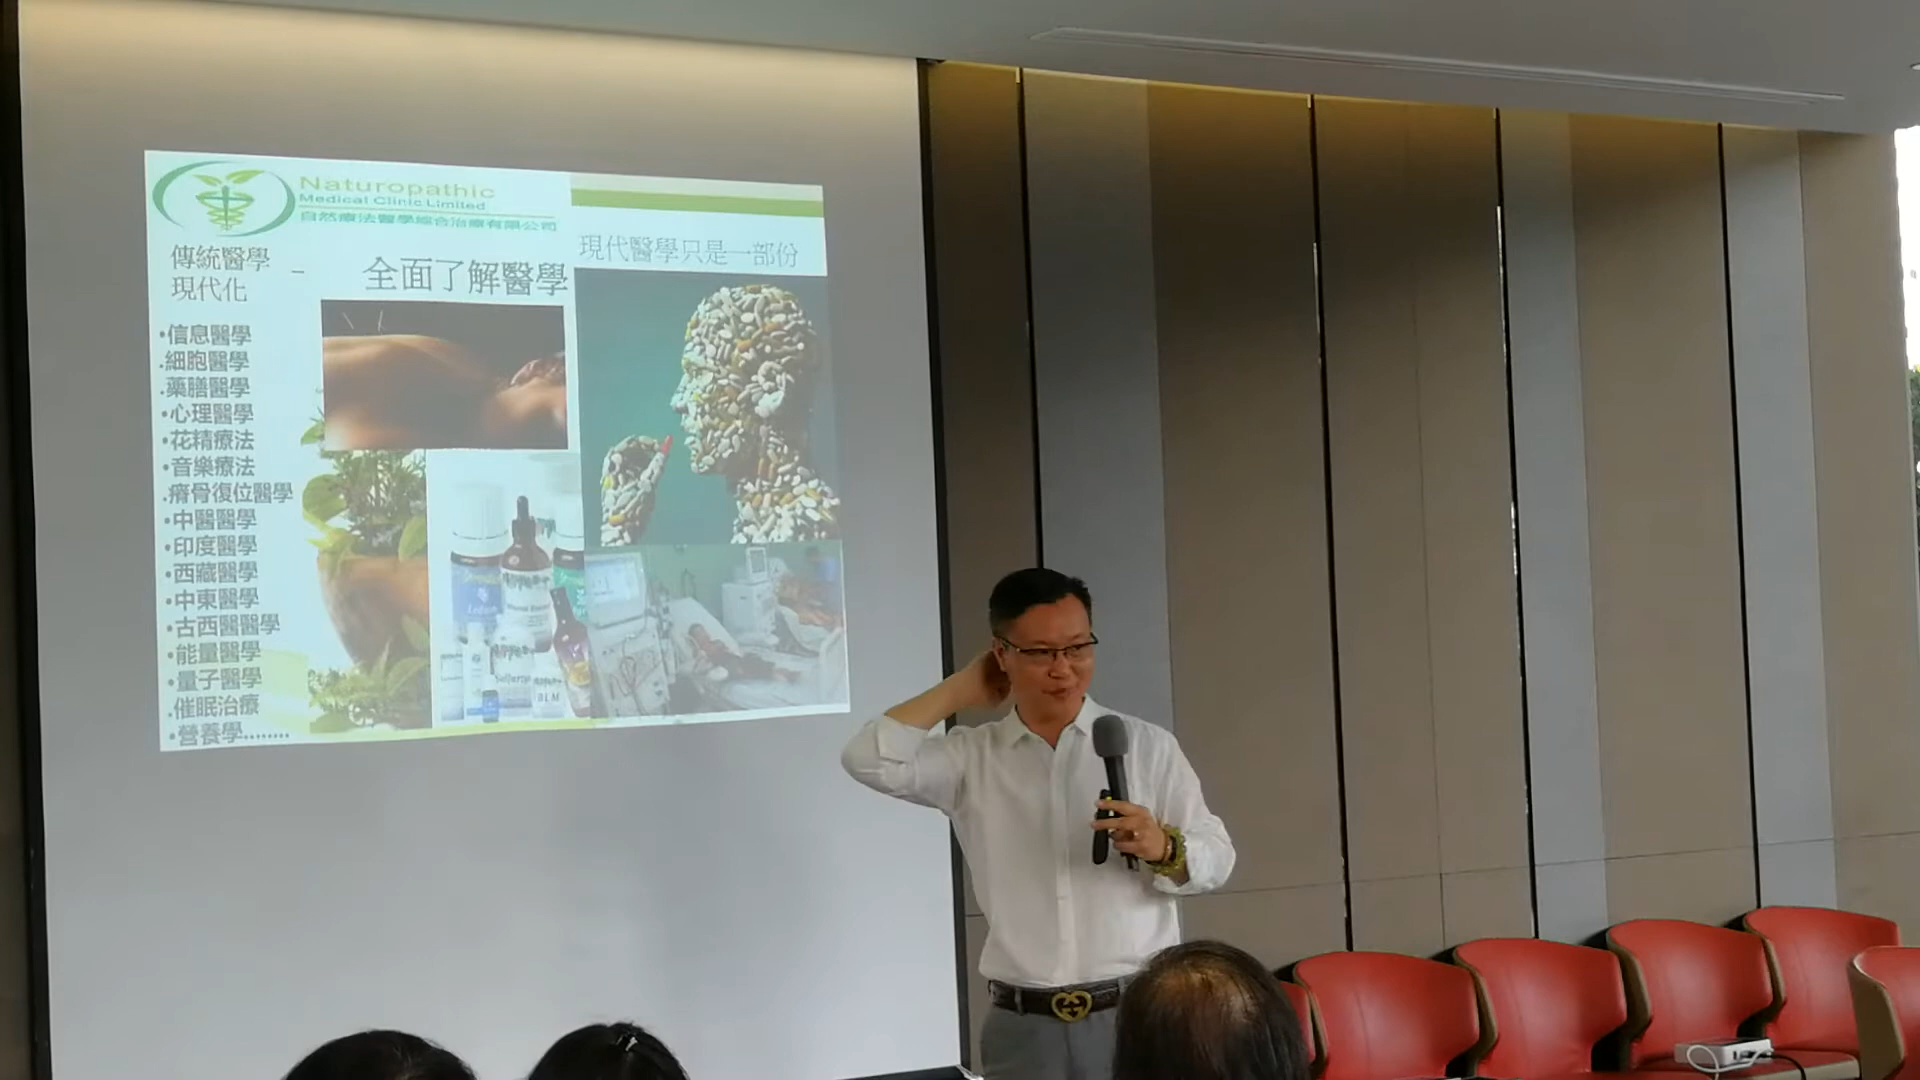 Naturopathic
Medical Clinic Limited
自然療法醫學綜合治療有限公司
傳統醫學
現代化
–
全面了解醫學
現代醫學只是一部份
•信息醫學
.細胞醫學
.藥膳醫學
•心理醫學
•花精療法
•音樂療法
.脊骨復位醫學
•中醫醫學
•印度醫學
•西藏醫學
•中東醫學
•古西醫醫學
•能量醫學
•量子醫學
.催眠治療
•營養學........
BLM